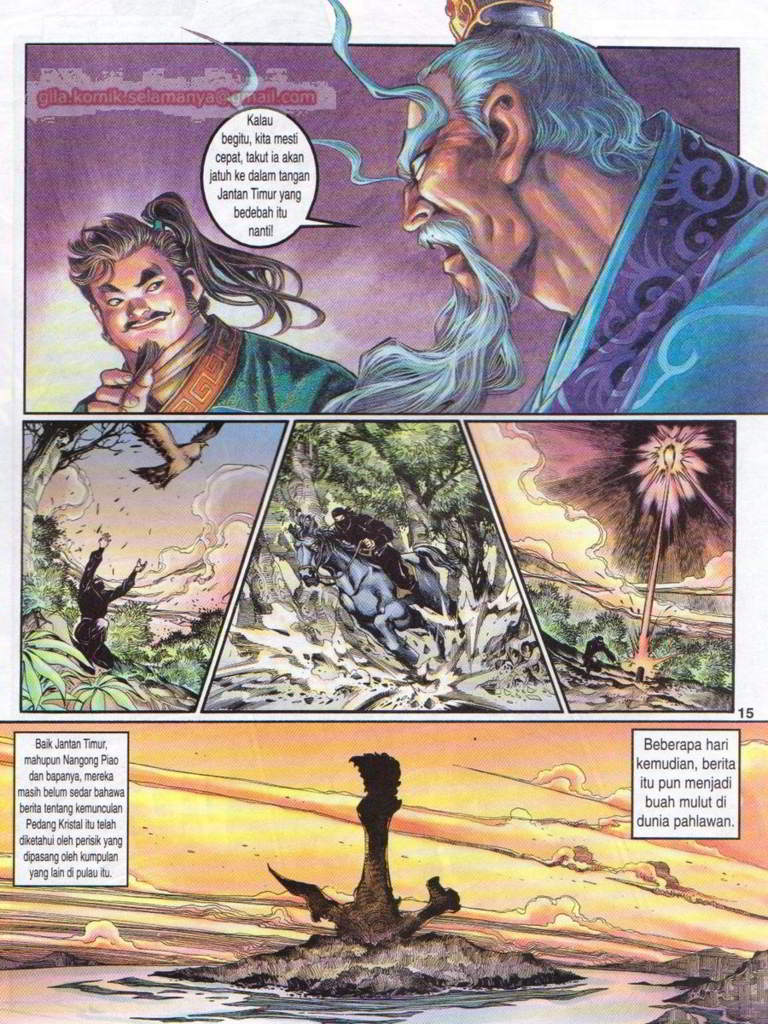 gila.komik.selamanya@gmail.com
Kalau
begitu, kita mesti
cepat, takut ia akan
jatuh ke dalam tangan
Jantan Timur yang
bedebah itu
nanti!
15
Baik Jantan Timur,
mahupun Nangong Piao
dan bapanya, mereka
masih belum sedar bahawa
berita tentang kemunculan
Pedang Kristal itu telah
diketahui oleh perisik yang
dipasang oleh kumpulan
yang lain di pulau itu.
Beberapa hari
kemudian, berita
itu pun menjadi
buah mulut di
dunia pahlawan.